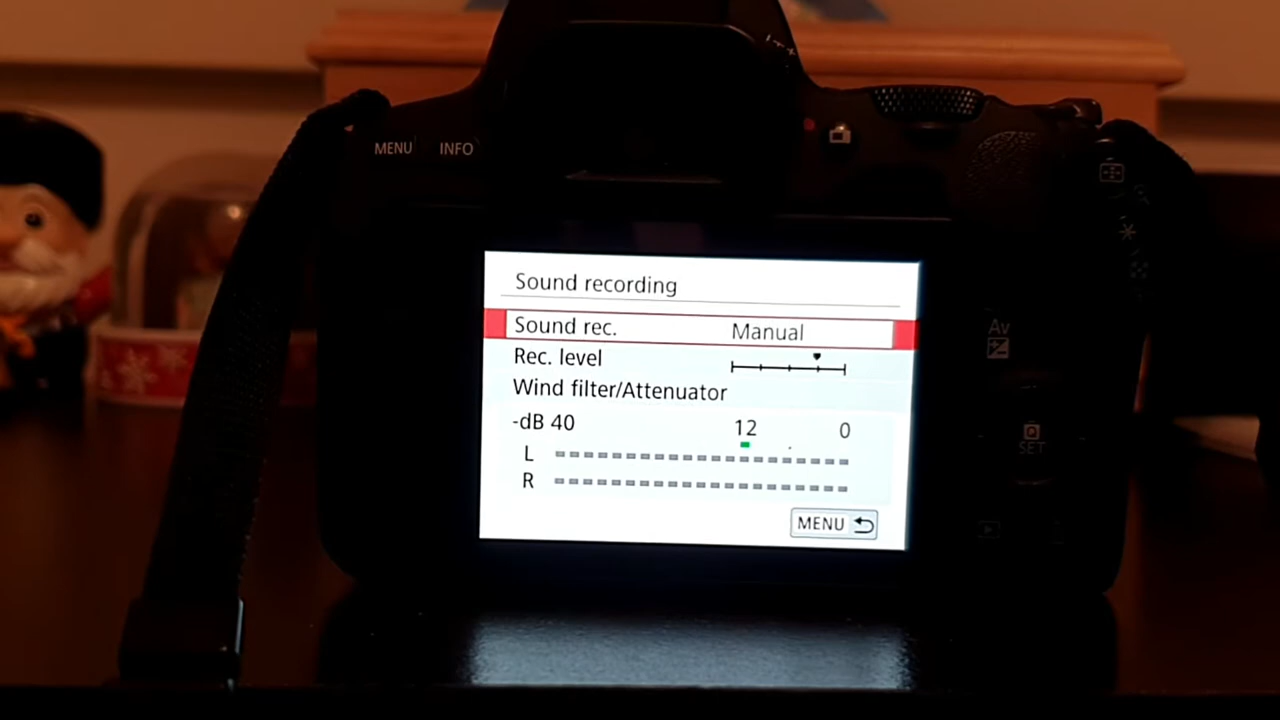 MENU INFO
Sound recording
Sound rec. Manual
Rec. level
Wind filter/Attenuator
-dB 40 12 0
L
R
MENU
Av
SET